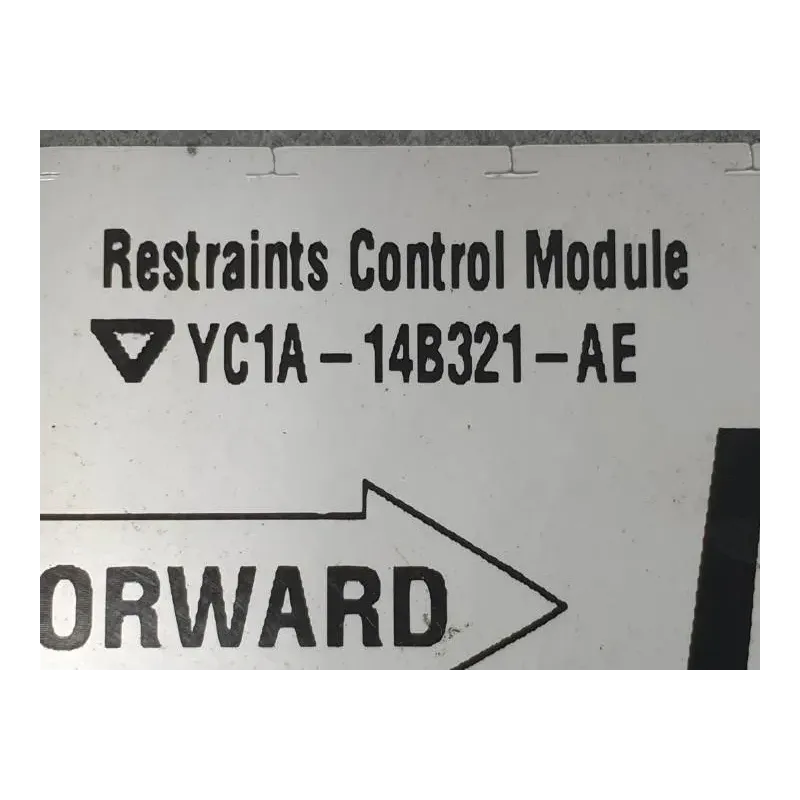 Restraints Control Module
YC1A-14B321-AE
ORWARD